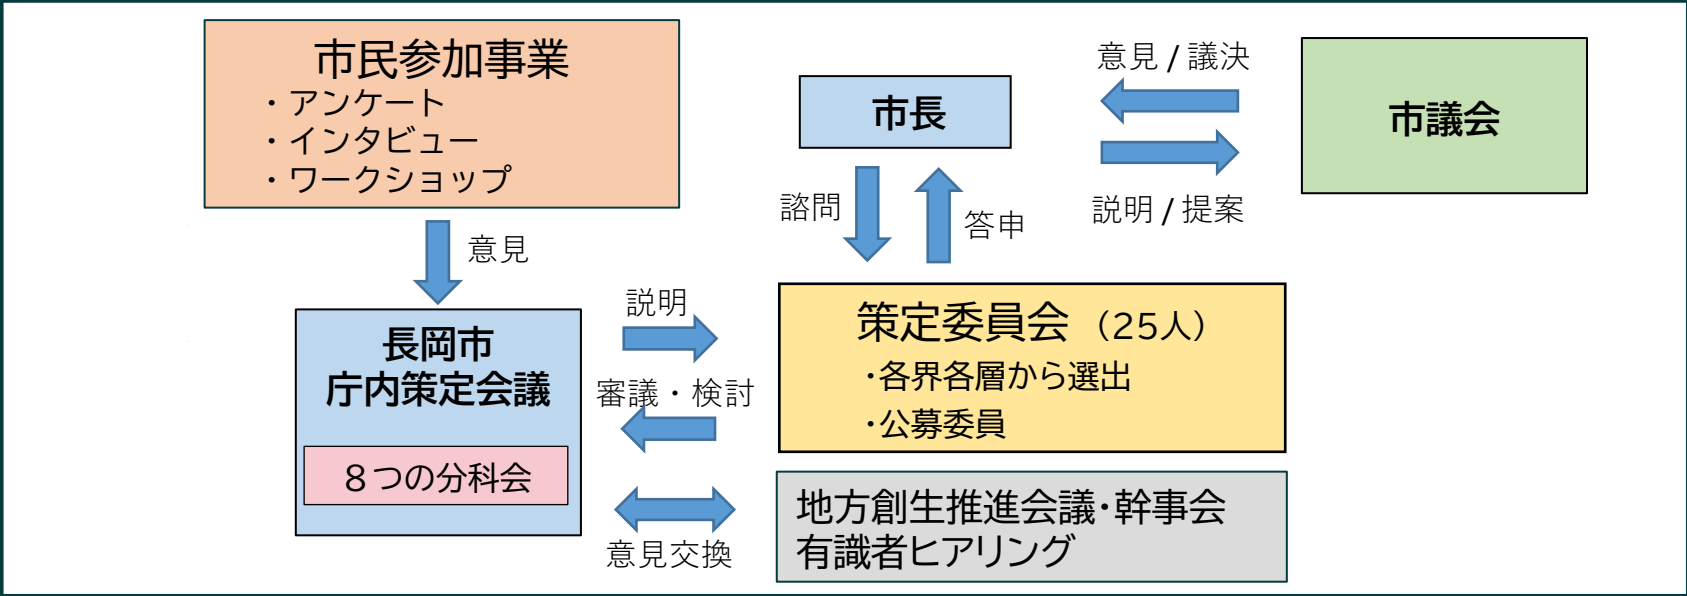 市民参加事業
・アンケート
・インタビュー
・ワークショップ
意見
長岡市
庁内策定会議
8つの分科会
説明
審議・検討
意見交換
市長
諮問
答申
意見 / 議決
説明 / 提案
市議会
策定委員会 （25人）
・各界各層から選出
・公募委員
地方創生推進会議・幹事会
有識者ヒアリング